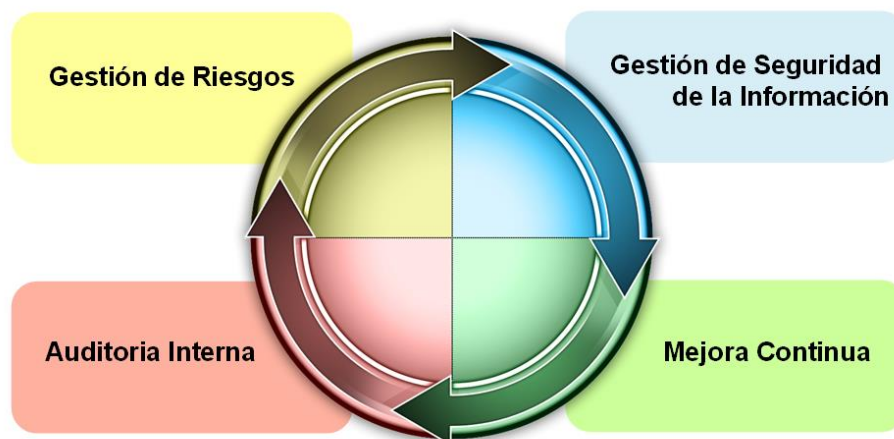 Gestión de Riesgos
Gestión de Seguridad
de la Información
Auditoria Interna
Mejora Continua